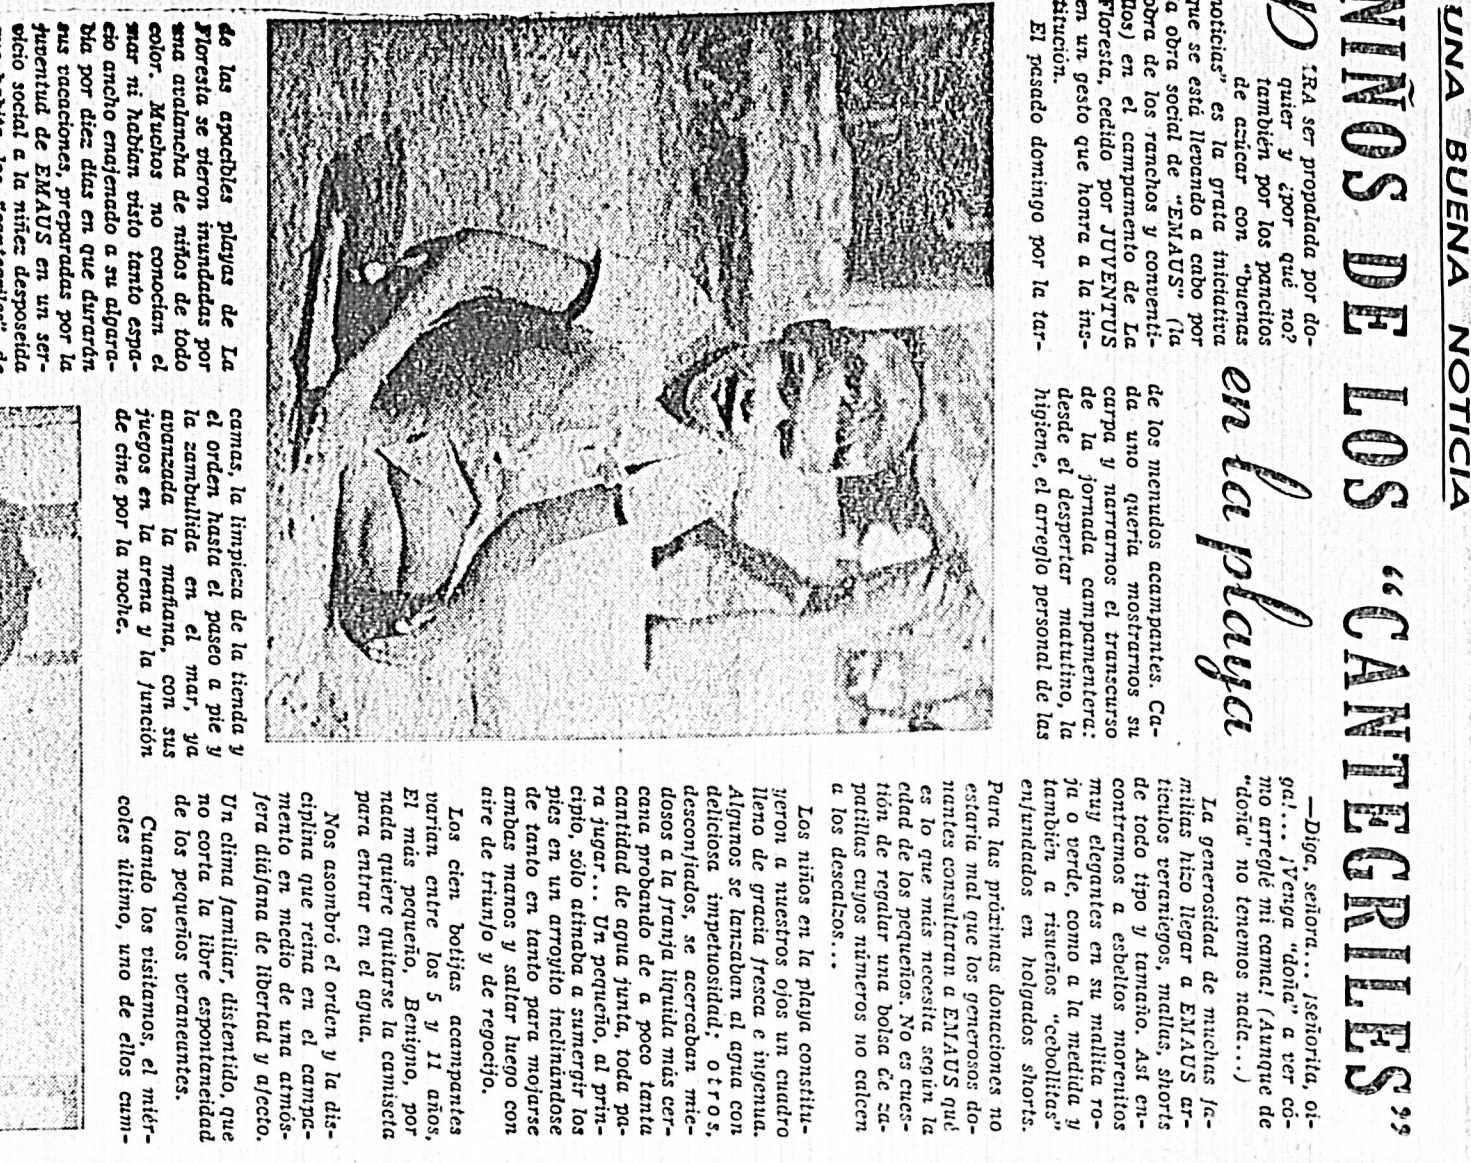 UNA BUENA NOTICIA
NIÑOS DE LOS "CANTEGRILES"
en la playa
PARA ser propalada por do-
quier y ¿por qué no?
también por los pancitos
de azúcar con "buenas
noticias" es la grata iniciativa
que se está llevando a cabo por
la obra social de "EMAUS" (la
obra de los ranchos y conventi-
llos) en el campamento de La
Floresta, cedido por JUVENTUS
en un gesto que honra a la ins-
titución.
El pasado domingo por la tar-
de las apacibles playas de La
Floresta se vieron inundadas por
una avalancha de niños de todo
color. Muchos no conocían el
mar ni habían visto tanto espa-
cio ancho enajenado a su algara-
bía por diez días en que durarán
sus vacaciones, preparadas por la
juventud de EMAUS en un ser-
vicio social a la niñez desposeída
que habita los "cantegriles" de
de los menudos acampantes. Ca-
da uno quería mostrarnos su
carpa y narrarnos el transcurso
de la jornada campamentera:
desde el despertar matutino, la
higiene, el arreglo personal de las
camas, la limpieza de la tienda y
el orden hasta el paseo a pie y
la zambullida en el mar, ya
avanzada la mañana, con sus
juegos en la arena y la función
de cine por la noche.
—Diga, señora... ¡señorita, oi-
ga!... ¡Venga "doña" a ver có-
mo arreglé mi cama! (Aunque de
"doña" no tenemos nada...)
La generosidad de muchas fa-
milias hizo llegar a EMAUS ar-
tículos veraniegos, mallas, shorts
de todo tipo y tamaño. Así en-
contramos a esbeltos morenitos
muy elegantes en su mallita ro-
ja o verde, como a la medida y
también a risueños "cebollitas"
enfundados en holgados shorts.
Para las próximas donaciones no
estaría mal que los generosos do-
nantes consultaran a EMAUS qué
es lo que más necesita según la
edad de los pequeños. No es cues-
tión de regalar una bolsa de za-
patillas cuyos números no calcen
a los descalzos...
Los niños en la playa constitu-
yeron a nuestros ojos un cuadro
lleno de gracia fresca e ingenua.
Algunos se lanzaban al agua con
deliciosa impetuosidad; otros,
desconfiados, se acercaban mie-
dosos a la franja líquida más cer-
cana probando de a poco tanta
cantidad de agua junta, toda pa-
ra jugar... Un pequeño, al prin-
cipio, sólo atinaba a sumergir los
pies en un arroyito inclinándose
de tanto en tanto para mojarse
ambas manos y saltar luego con
aire de triunfo y de regocijo.
Los cien botijas acampantes
varían entre los 5 y 11 años,
El más pequeño, Benigno, por
nada quiere quitarse la camiseta
para entrar en el agua.
Nos asombró el orden y la dis-
ciplina que reina en el campa-
mento en medio de una atmós-
fera diáfana de libertad y afecto.
Un clima familiar, distentido, que
no corta la libre espontaneidad
de los pequeños veraneantes.
Cuando los visitamos, el miér-
coles último, uno de ellos cum-